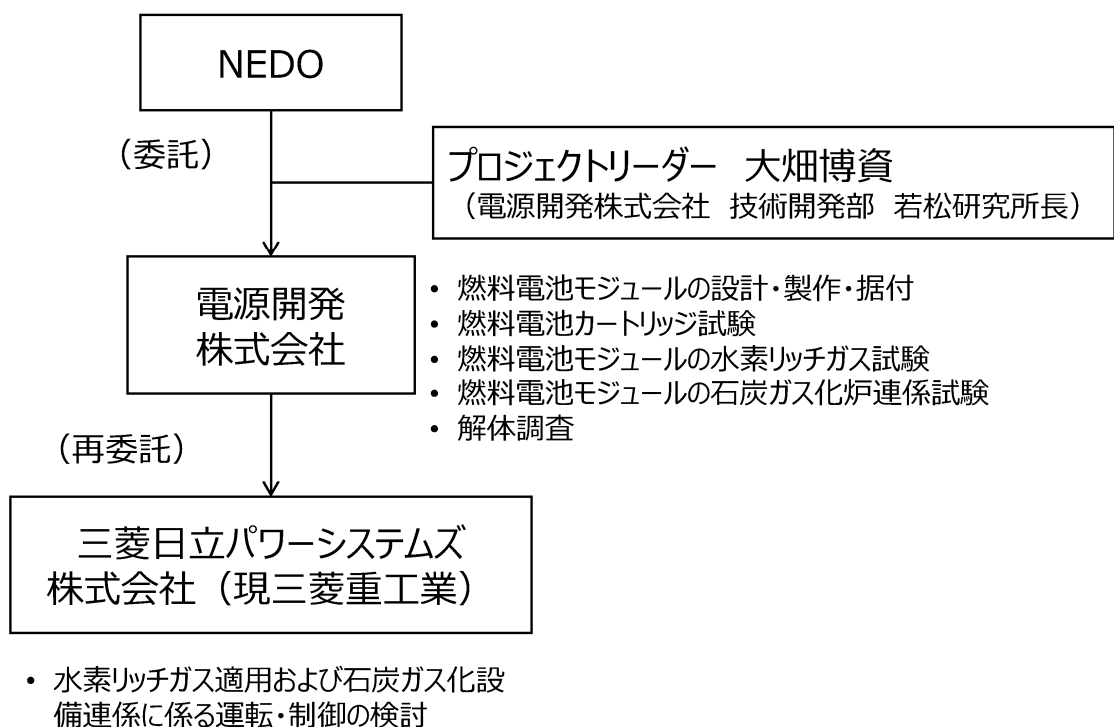 NEDO
（委託）
プロジェクトリーダー　大畑博資
（電源開発株式会社　技術開発部　若松研究所長）
電源開発
株式会社
• 燃料電池モジュールの設計・製作・据付
• 燃料電池カートリッジ試験
• 燃料電池モジュールの水素リッチガス試験
• 燃料電池モジュールの石炭ガス化炉連係試験
• 解体調査
（再委託）
三菱日立パワーシステムズ
株式会社（現三菱重工業）
• 水素リッチガス適用および石炭ガス化設
備連係に係る運転・制御の検討